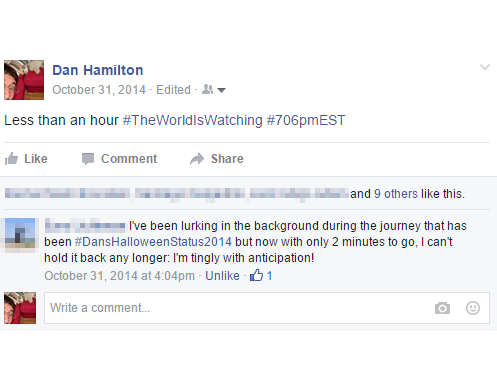 Dan Hamilton
October 31, 2014 · Edited ·
Less than an hour #TheWorldIsWatching #706pmEST
Like Comment Share
and 9 others like this.
I've been lurking in the background during the journey that has
been #DansHalloweenStatus2014 but now with only 2 minutes to go, I can't
hold it back any longer: I'm tingly with anticipation!
October 31, 2014 at 4:04pm · Unlike · 1
Write a comment...